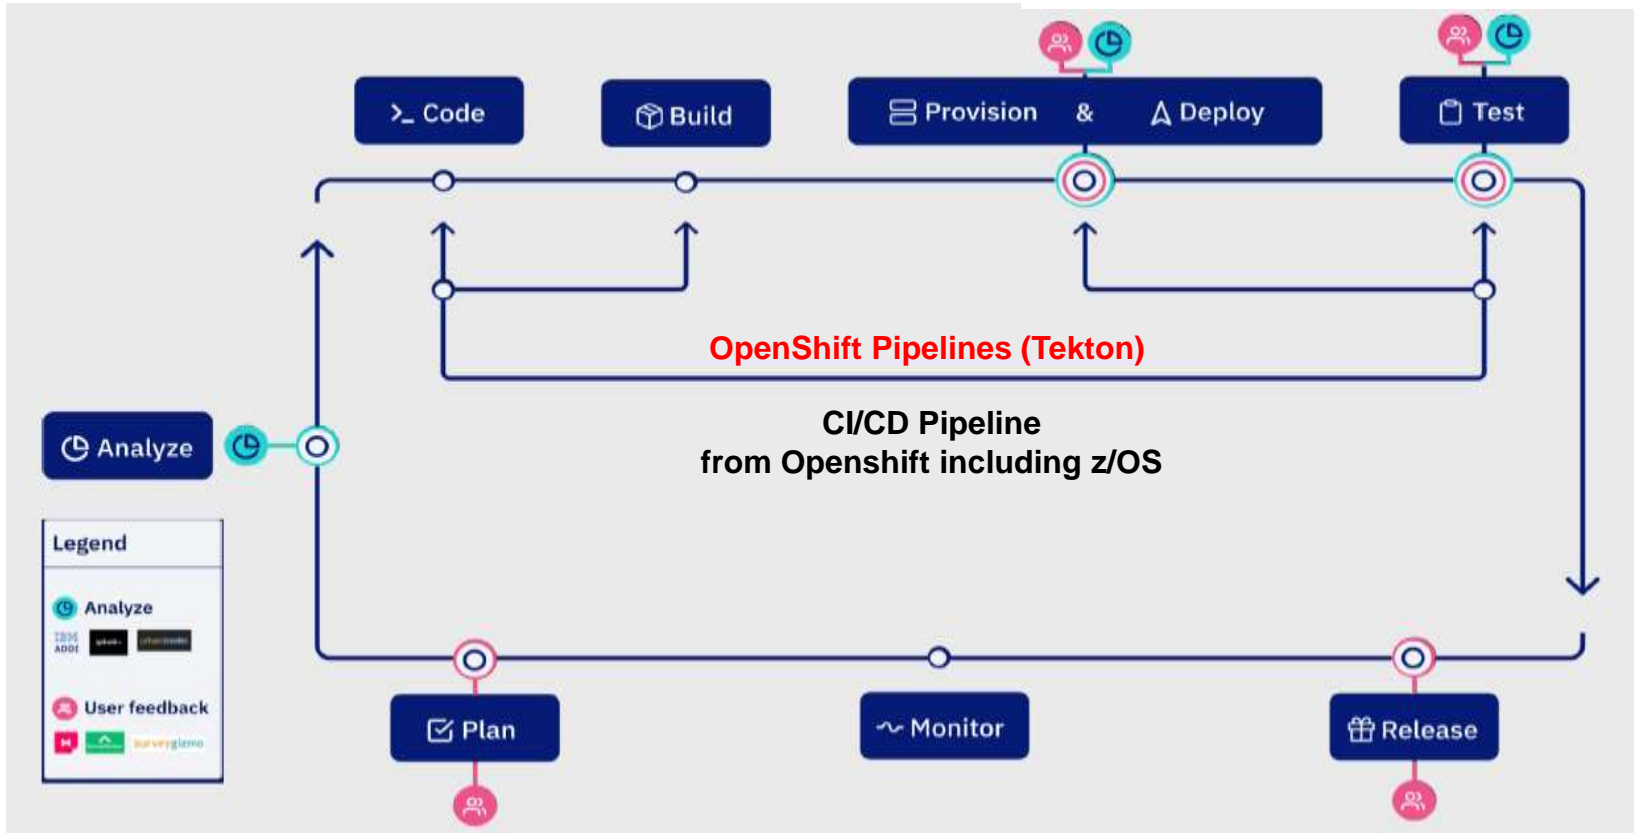 >_ Code
Build
Provision & Deploy
Test
OpenShift Pipelines (Tekton)
CI/CD Pipeline
from Openshift including z/OS
Analyze
Legend
Analyze
IBM
ADDI
User feedback
surveygizmo
Plan
Monitor
Release